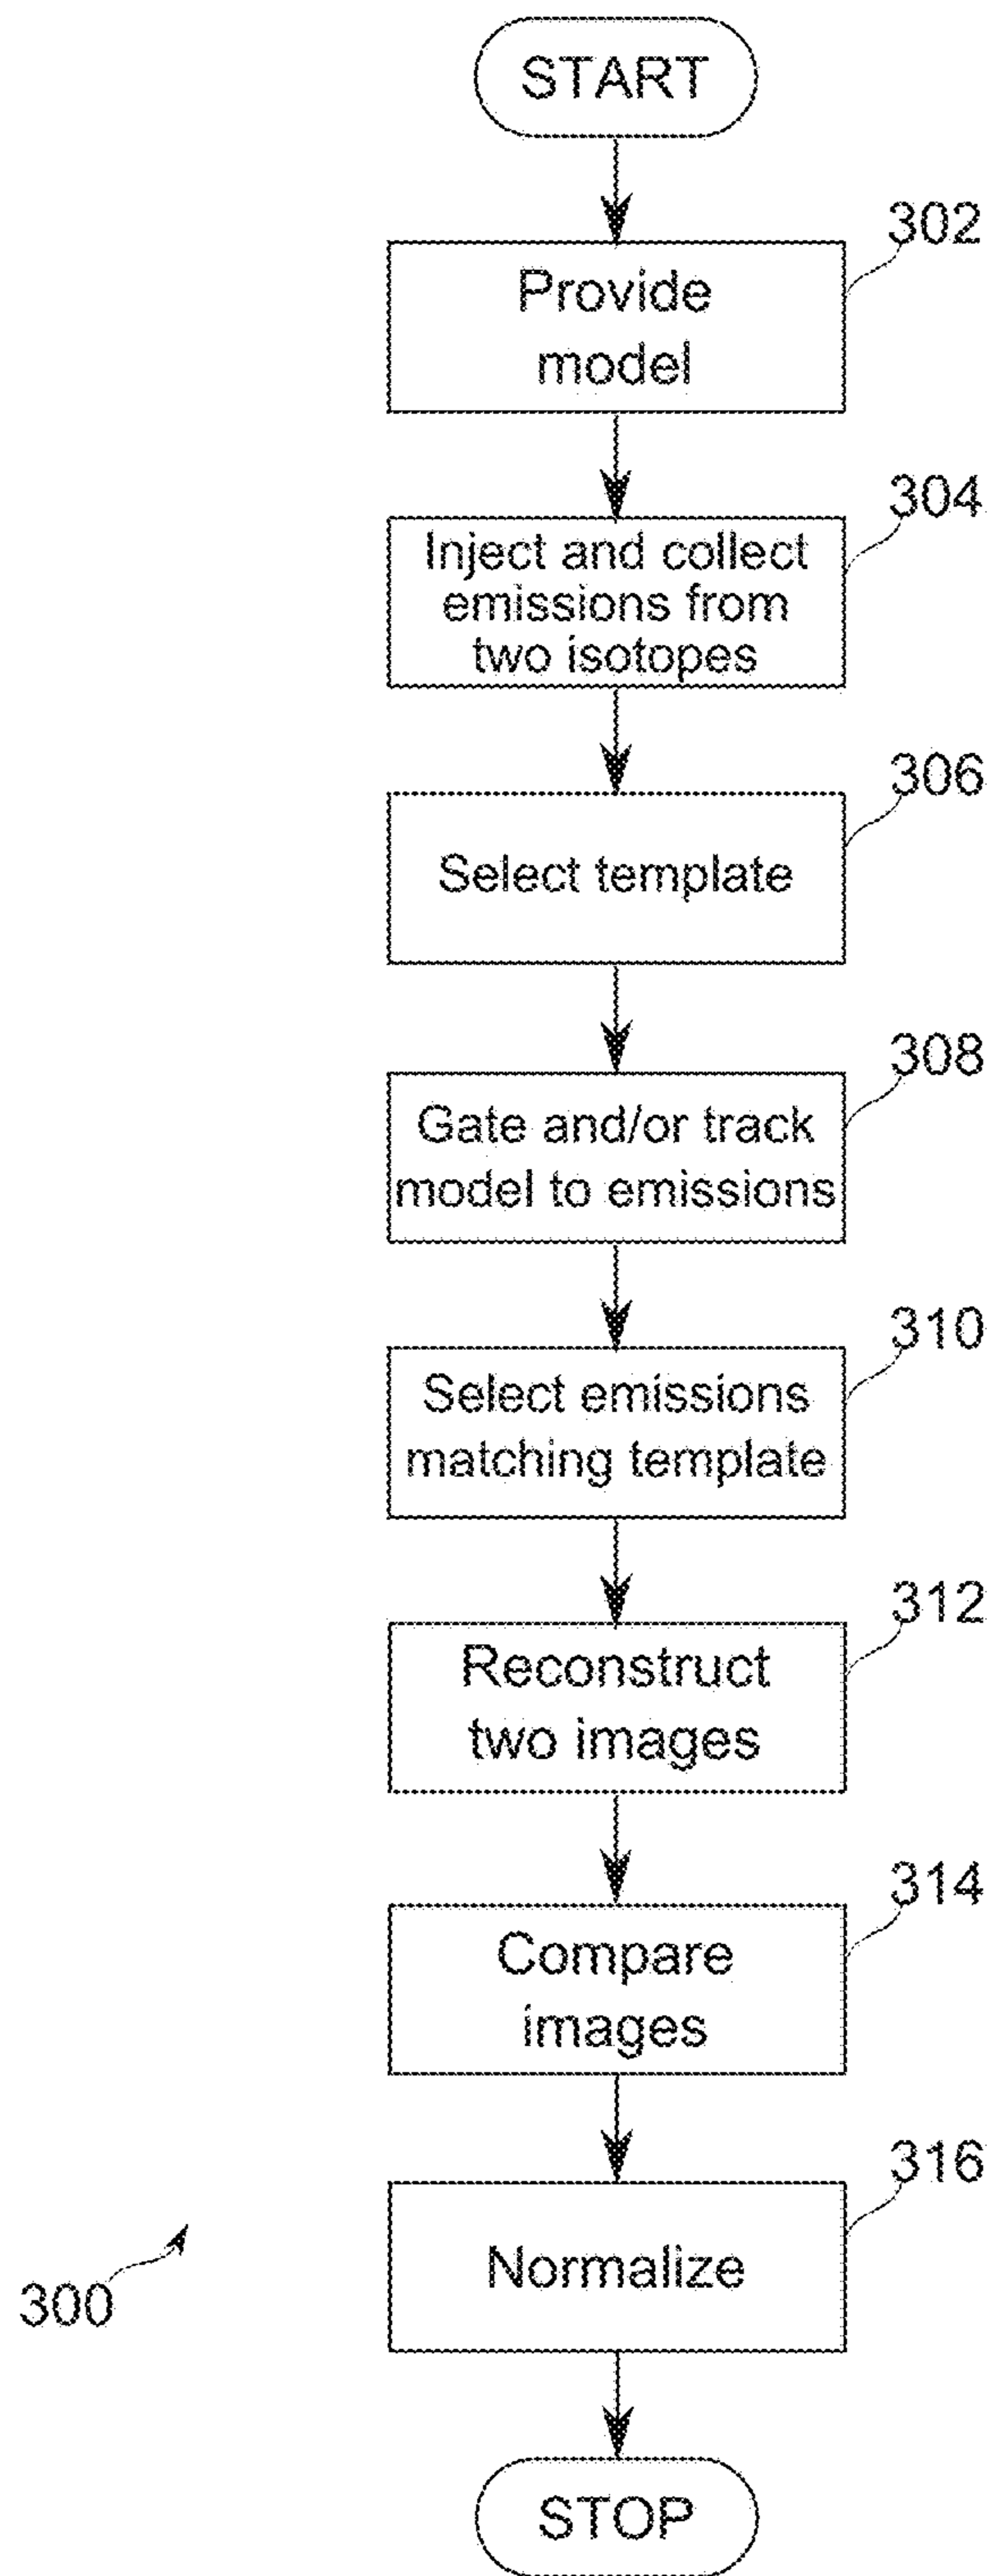 START
302
Provide
model
304
Inject and collect
emissions from
two isotopes
306
Select template
308
Gate and/or track
model to emissions
310
Select emissions
matching template
312
Reconstruct
two images
314
Compare
images
316
Normalize
300
STOP